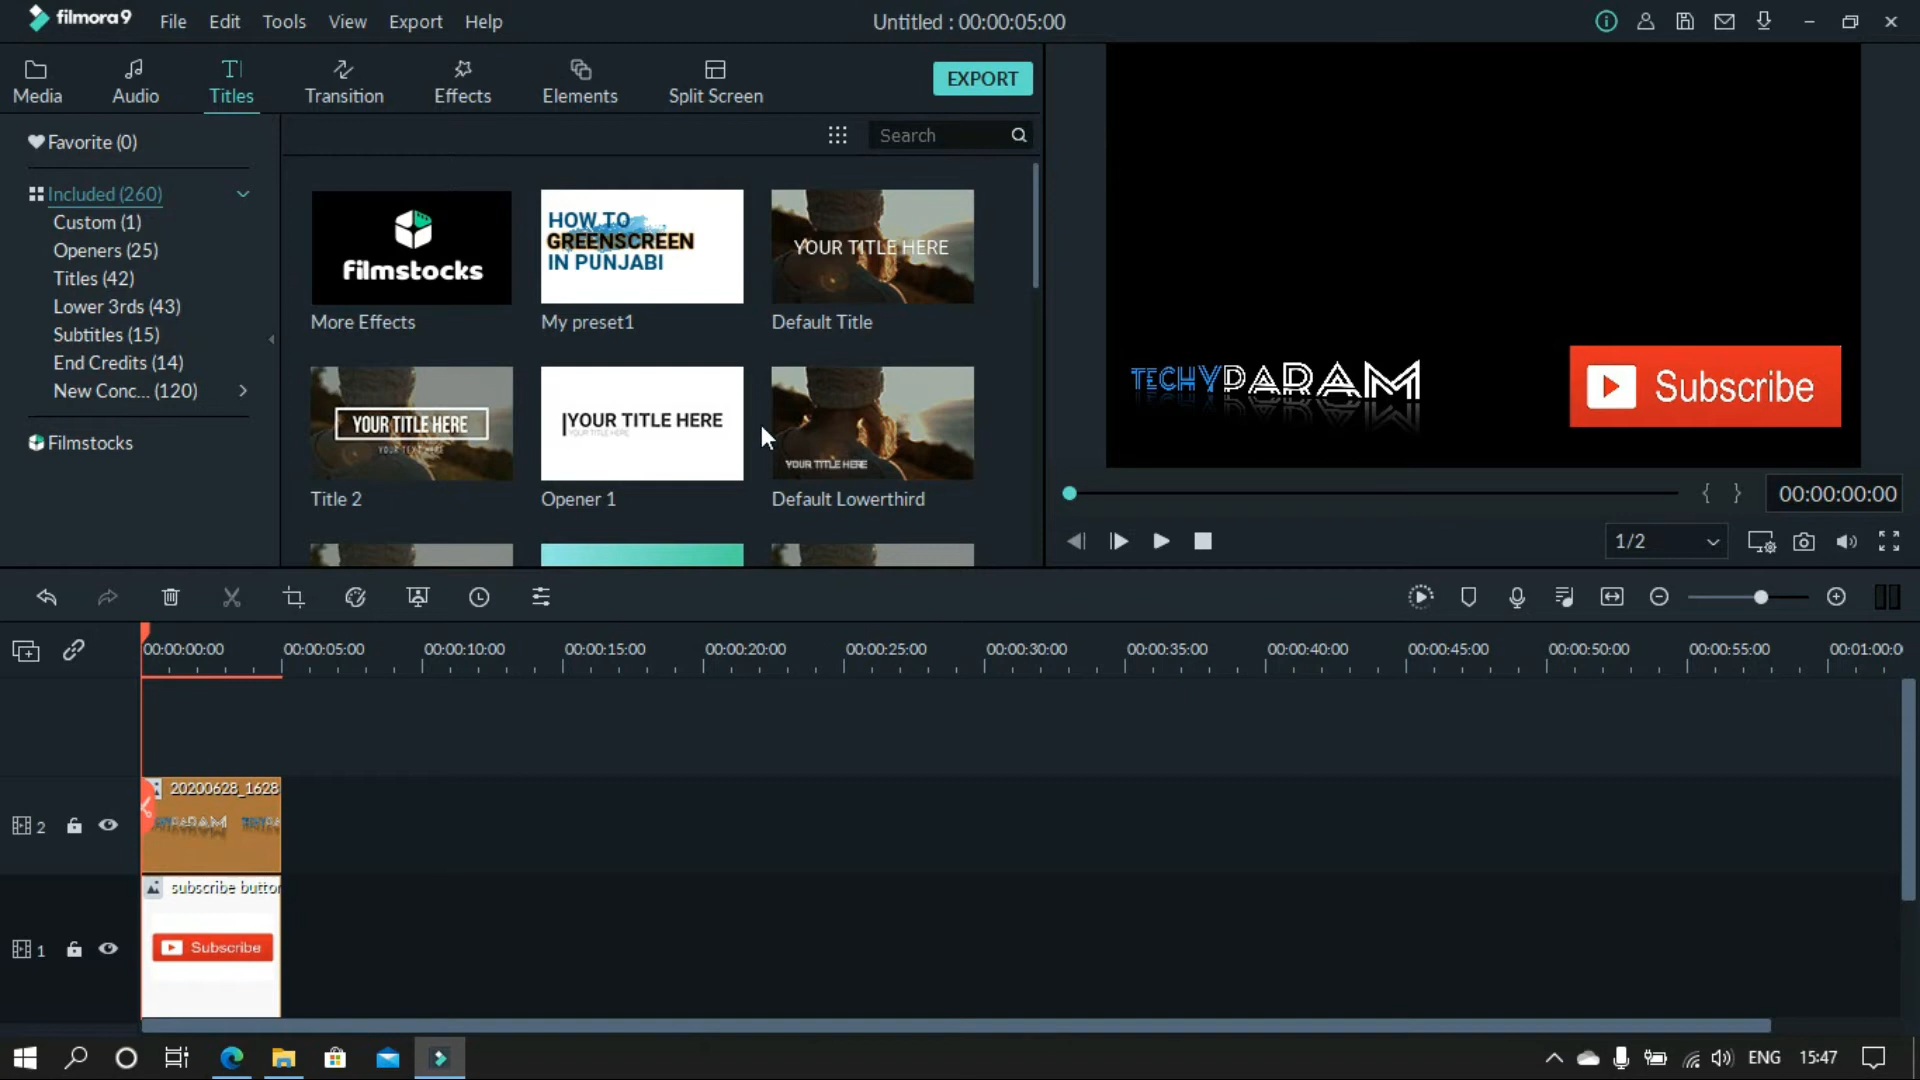 filmora9
File Edit Tools View Export Help
Untitled : 00:00:05:00
Media Audio Titles Transition Effects Elements Split Screen
EXPORT
Favorite (0)
Search
Included (260)
Custom (1)
Openers (25)
Titles (42)
Lower 3rds (43)
Subtitles (15)
End Credits (14)
New Conc... (120)
Filmstocks
filmstocks
More Effects
HOW TO
GREENSCREEN
IN PUNJABI
My preset1
YOUR TITLE HERE
Default Title
YOUR TITLE HERE
YOUR TEXT HERE
Title 2
YOUR TITLE HERE
YOUR TITLE HERE
Opener 1
YOUR TITLE HERE
Default Lowerthird
TECHYPARAM
Subscribe
00:00:00:00
1/2
00:00:00:00 00:00:05:00 00:00:10:00 00:00:15:00 00:00:20:00 00:00:25:00 00:00:30:00 00:00:35:00 00:00:40:00 00:00:45:00 00:00:50:00 00:00:55:00 00:01:00:0
20200628_1628
2
subscribe button
Subscribe
1
ENG 15:47